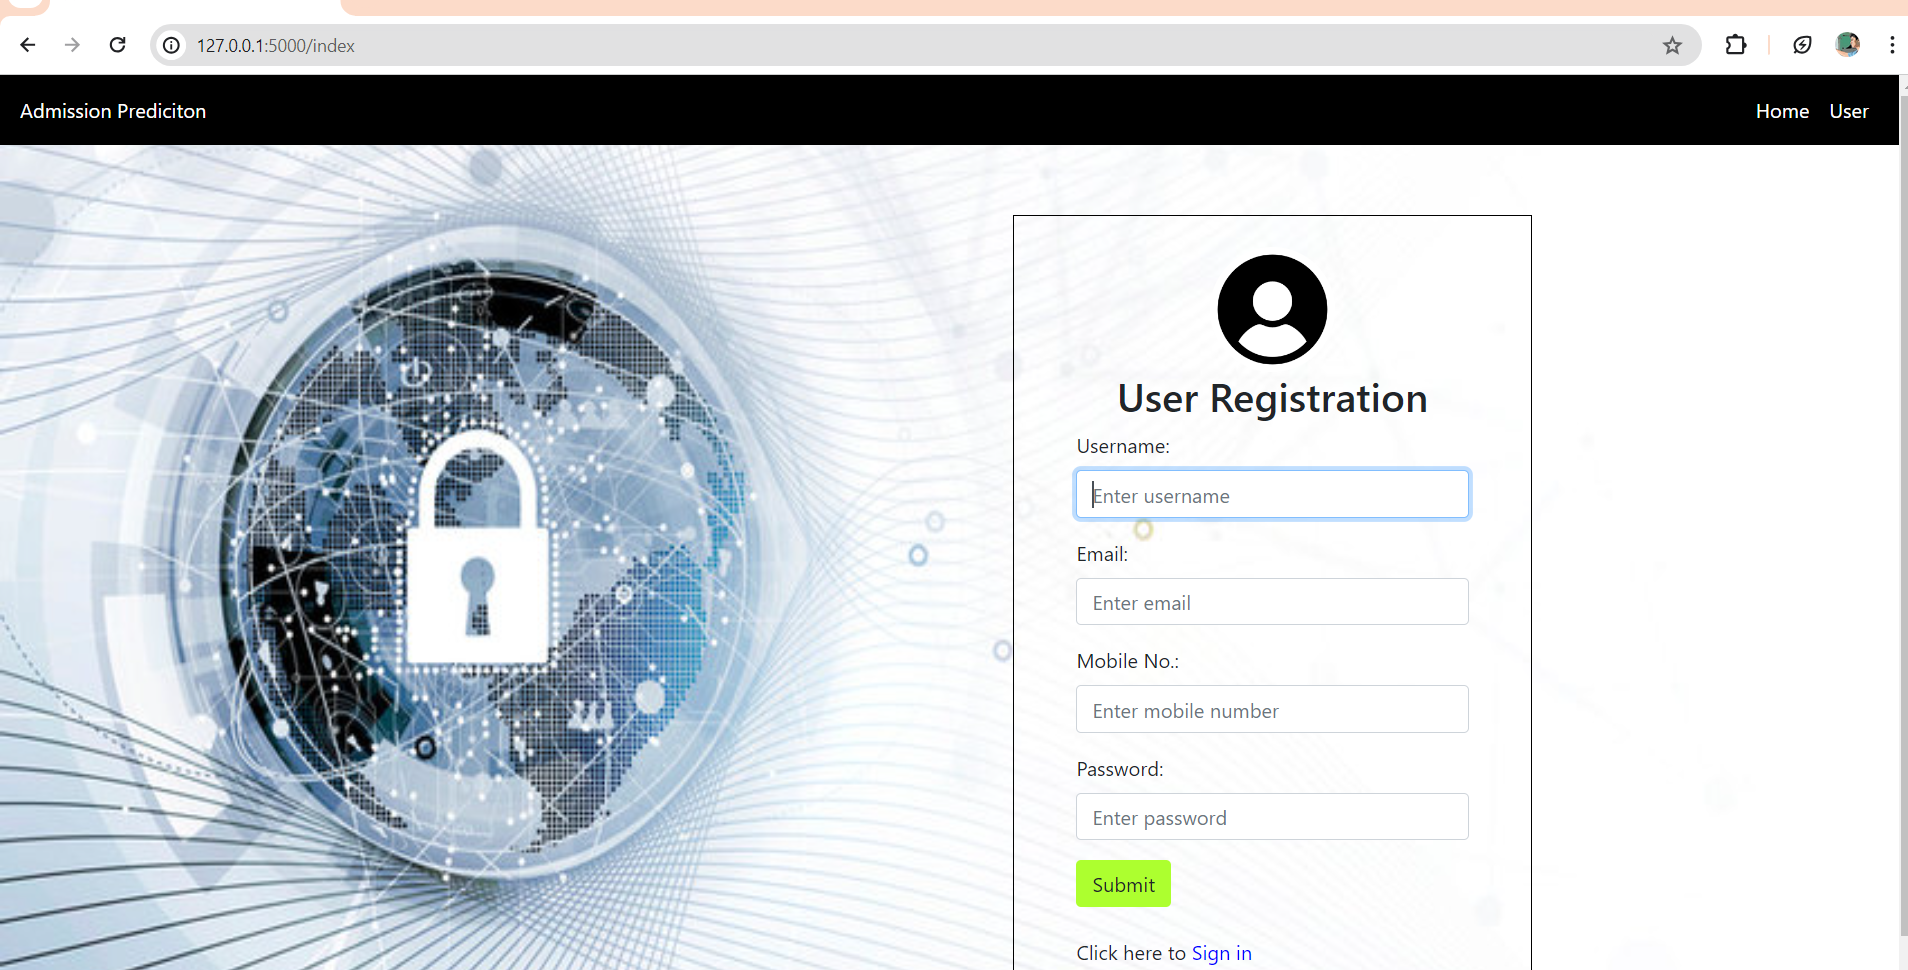 127.0.0.1:5000/index
Admission Prediciton
Home
User
User Registration
Username:
Enter username
Email:
Enter email
Mobile No.:
Enter mobile number
Password:
Enter password
Submit
Click here to Sign in